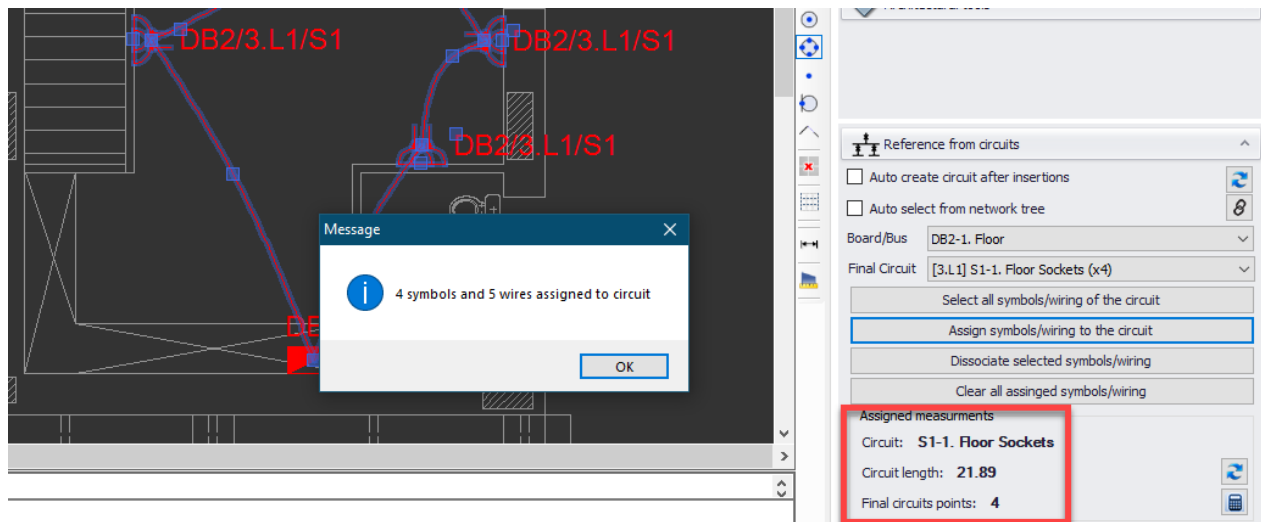 DB2/3.L1/S1
DB2/3.L1/S1
DB2/3.L1/S1
Message
4 symbols and 5 wires assigned to circuit
OK
Reference from circuits
Auto create circuit after insertions
Auto select from network tree
Board/Bus DB2-1. Floor
Final Circuit [3.L1] S1-1. Floor Sockets (x4)
Select all symbols/wiring of the circuit
Assign symbols/wiring to the circuit
Dissociate selected symbols/wiring
Clear all assinged symbols/wiring
Assigned measurments
Circuit: S1-1. Floor Sockets
Circuit length: 21.89
Final circuits points: 4